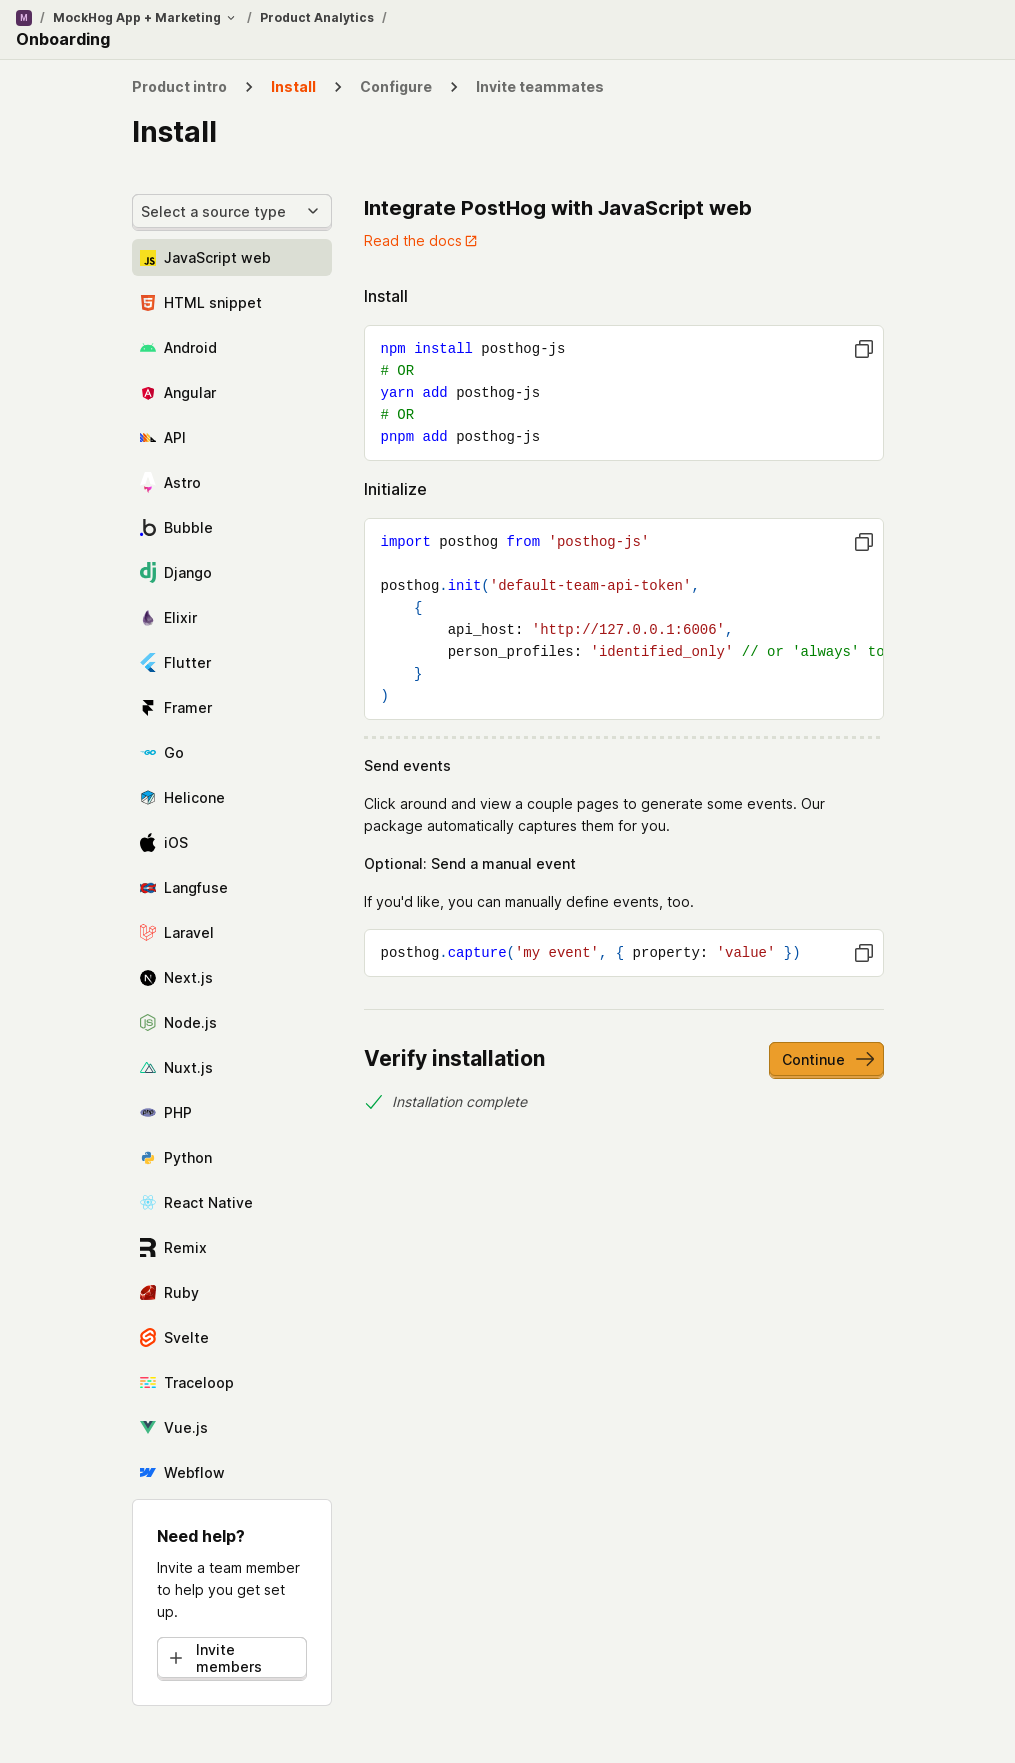 M / MockHog App + Marketing / Product Analytics /
Onboarding
Product intro Install Configure Invite teammates
Install
Select a source type
JavaScript web
HTML snippet
Android
Angular
API
Astro
Bubble
Django
Elixir
Flutter
Framer
Go
Helicone
iOS
Langfuse
Laravel
Next.js
Node.js
Nuxt.js
PHP
Python
React Native
Remix
Ruby
Svelte
Traceloop
Vue.js
Webflow
Need help?
Invite a team member
to help you get set
up.
Invite
members
Integrate PostHog with JavaScript web
Read the docs
Install
npm install posthog-js
# OR
yarn add posthog-js
# OR
pnpm add posthog-js
Initialize
import posthog from 'posthog-js'
posthog.init('default-team-api-token',
{
api_host: 'http://127.0.0.1:6006',
person_profiles: 'identified_only' // or 'always' to
}
)
Send events
Click around and view a couple pages to generate some events. Our
package automatically captures them for you.
Optional: Send a manual event
If you'd like, you can manually define events, too.
posthog.capture('my event', { property: 'value' })
Verify installation
Continue
Installation complete